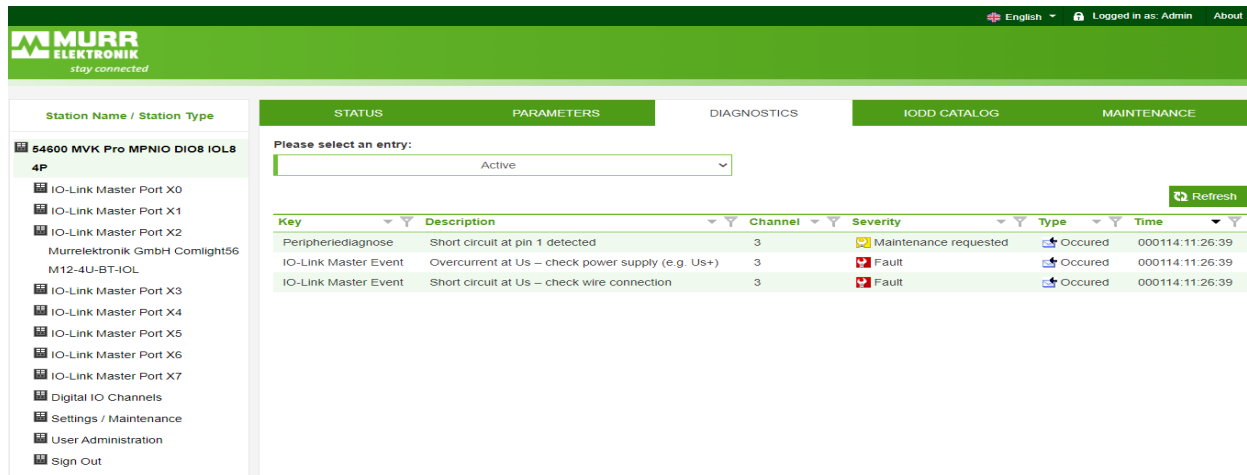 English Logged in as: Admin About
MURR
ELEKTRONIK
stay connected
Station Name / Station Type
54600 MVK Pro MPNIO DIO8 IOL8
4P
IO-Link Master Port X0
IO-Link Master Port X1
IO-Link Master Port X2
Murrelektronik GmbH Comlight56
M12-4U-BT-IOL
IO-Link Master Port X3
IO-Link Master Port X4
IO-Link Master Port X5
IO-Link Master Port X6
IO-Link Master Port X7
Digital IO Channels
Settings / Maintenance
User Administration
Sign Out
STATUS PARAMETERS DIAGNOSTICS IODD CATALOG MAINTENANCE
Please select an entry:
Active
Refresh
Key Description Channel Severity Type Time
Peripheriediagnose Short circuit at pin 1 detected 3 Maintenance requested Occured 000114:11:26:39
IO-Link Master Event Overcurrent at Us – check power supply (e.g. Us+) 3 Fault Occured 000114:11:26:39
IO-Link Master Event Short circuit at Us – check wire connection 3 Fault Occured 000114:11:26:39